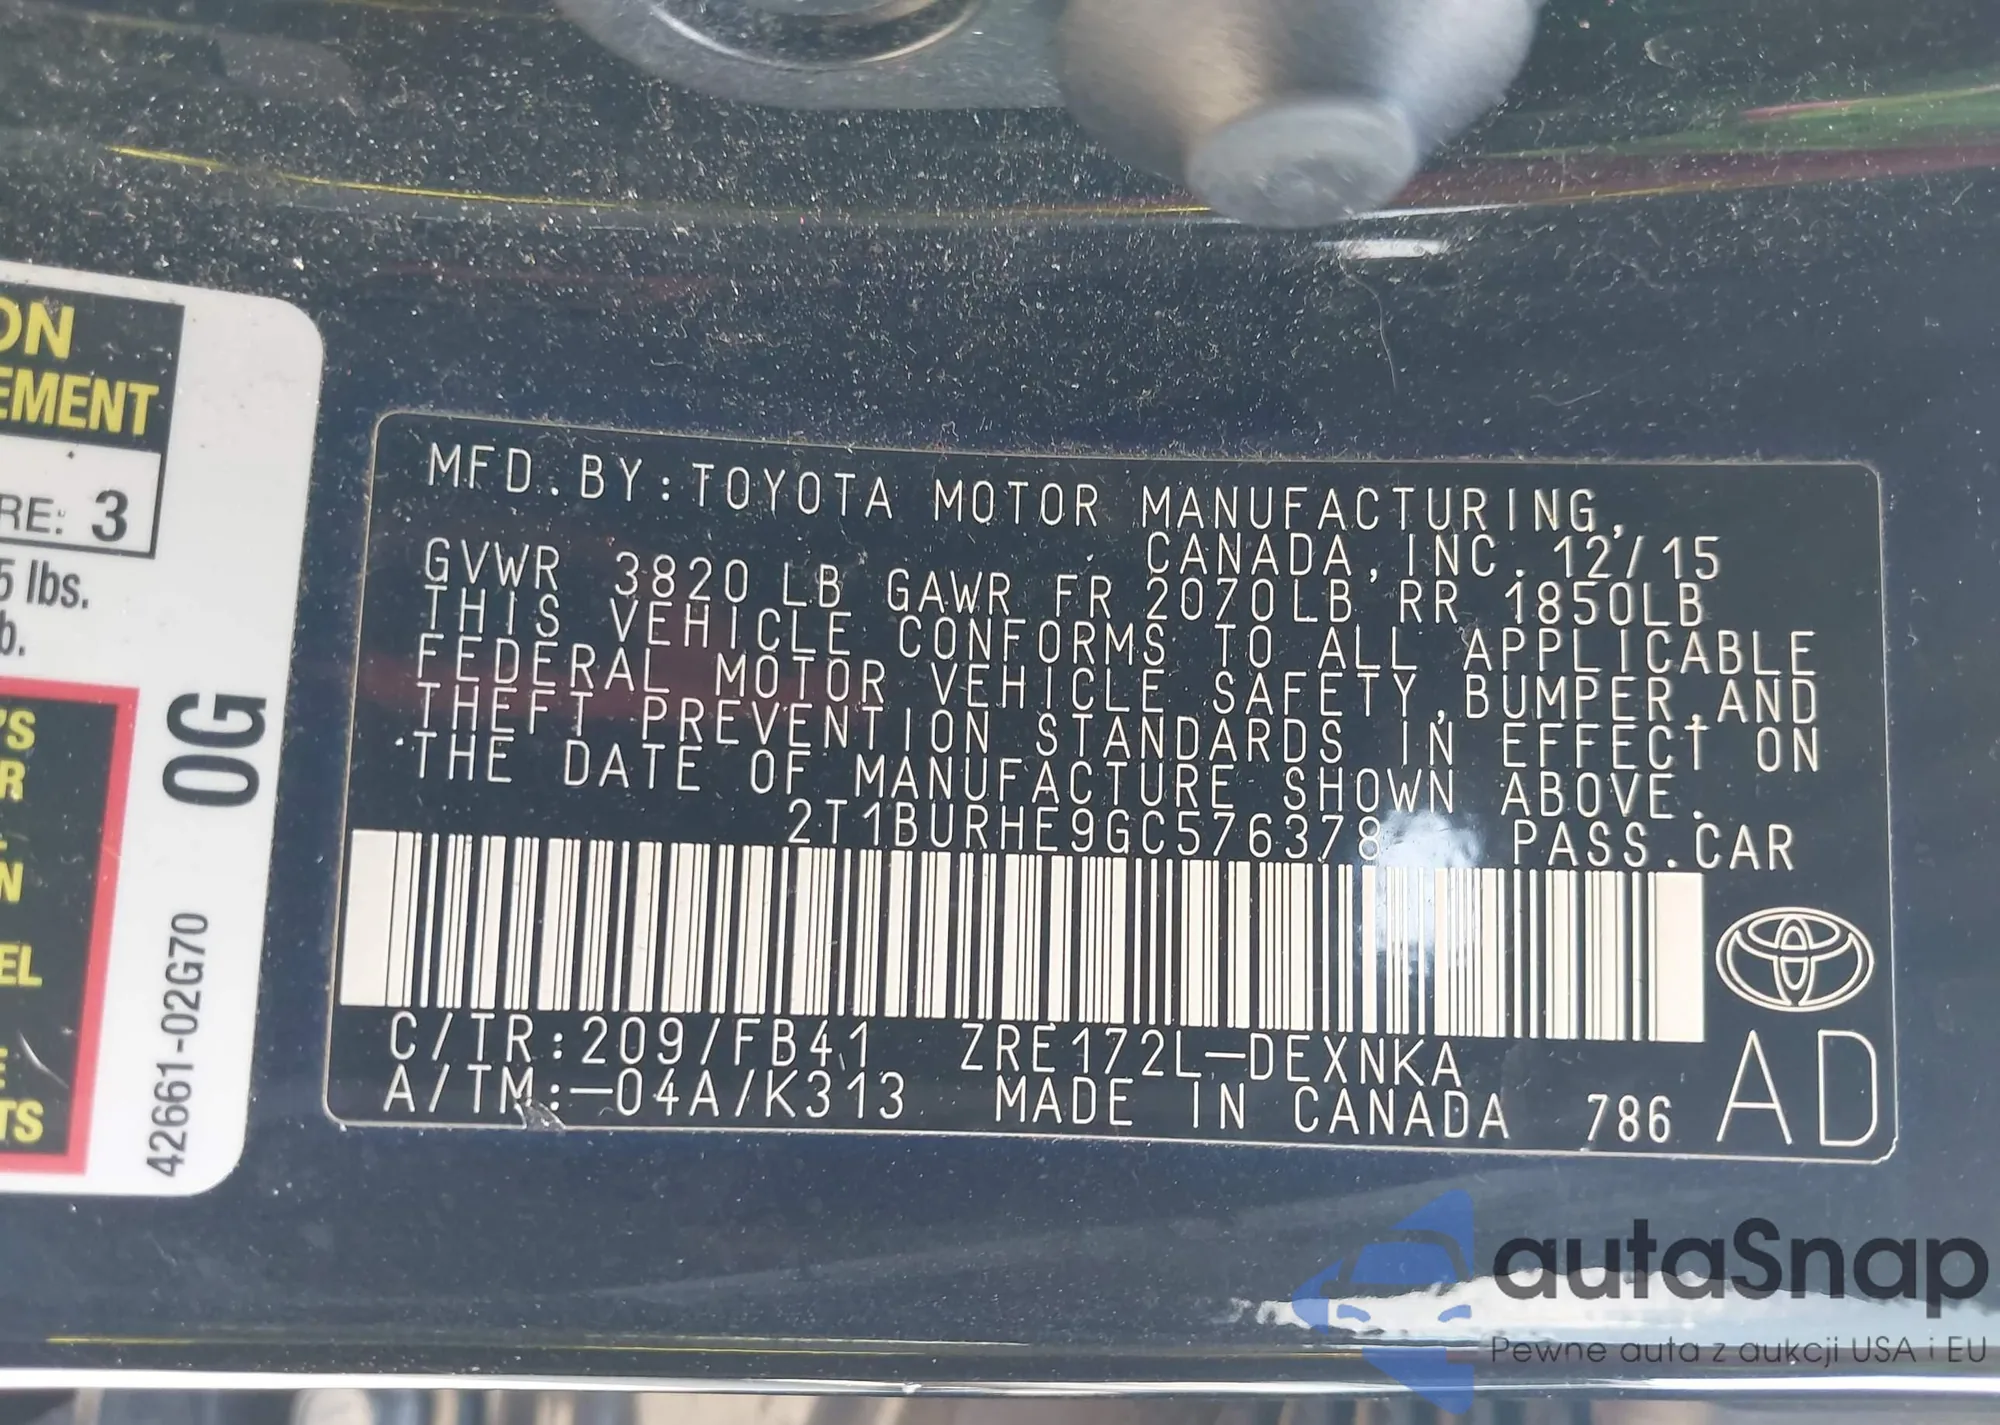 ON
EMENT
RE: 3
5 lbs.
b.
'S
R
N
EL
E
TS
0G
42661-02G70
MFD.BY:TOYOTA MOTOR MANUFACTURING,
CANADA,INC. 12/15
GVWR 3820 LB GAWR FR 2070LB RR 1850LB
THIS VEHICLE CONFORMS TO ALL APPLICABLE
FEDERAL MOTOR VEHICLE SAFETY,BUMPER,AND
THEFT PREVENTION STANDARDS IN EFFECT ON
THE DATE OF MANUFACTURE SHOWN ABOVE.
2T1BURHE9GC576378 PASS.CAR
C/TR:209/FB41 ZRE172L-DEXNKA
A/TM:-04A/K313 MADE IN CANADA 786
AD
autaSnap
Pewne auta z aukcji USA i EU